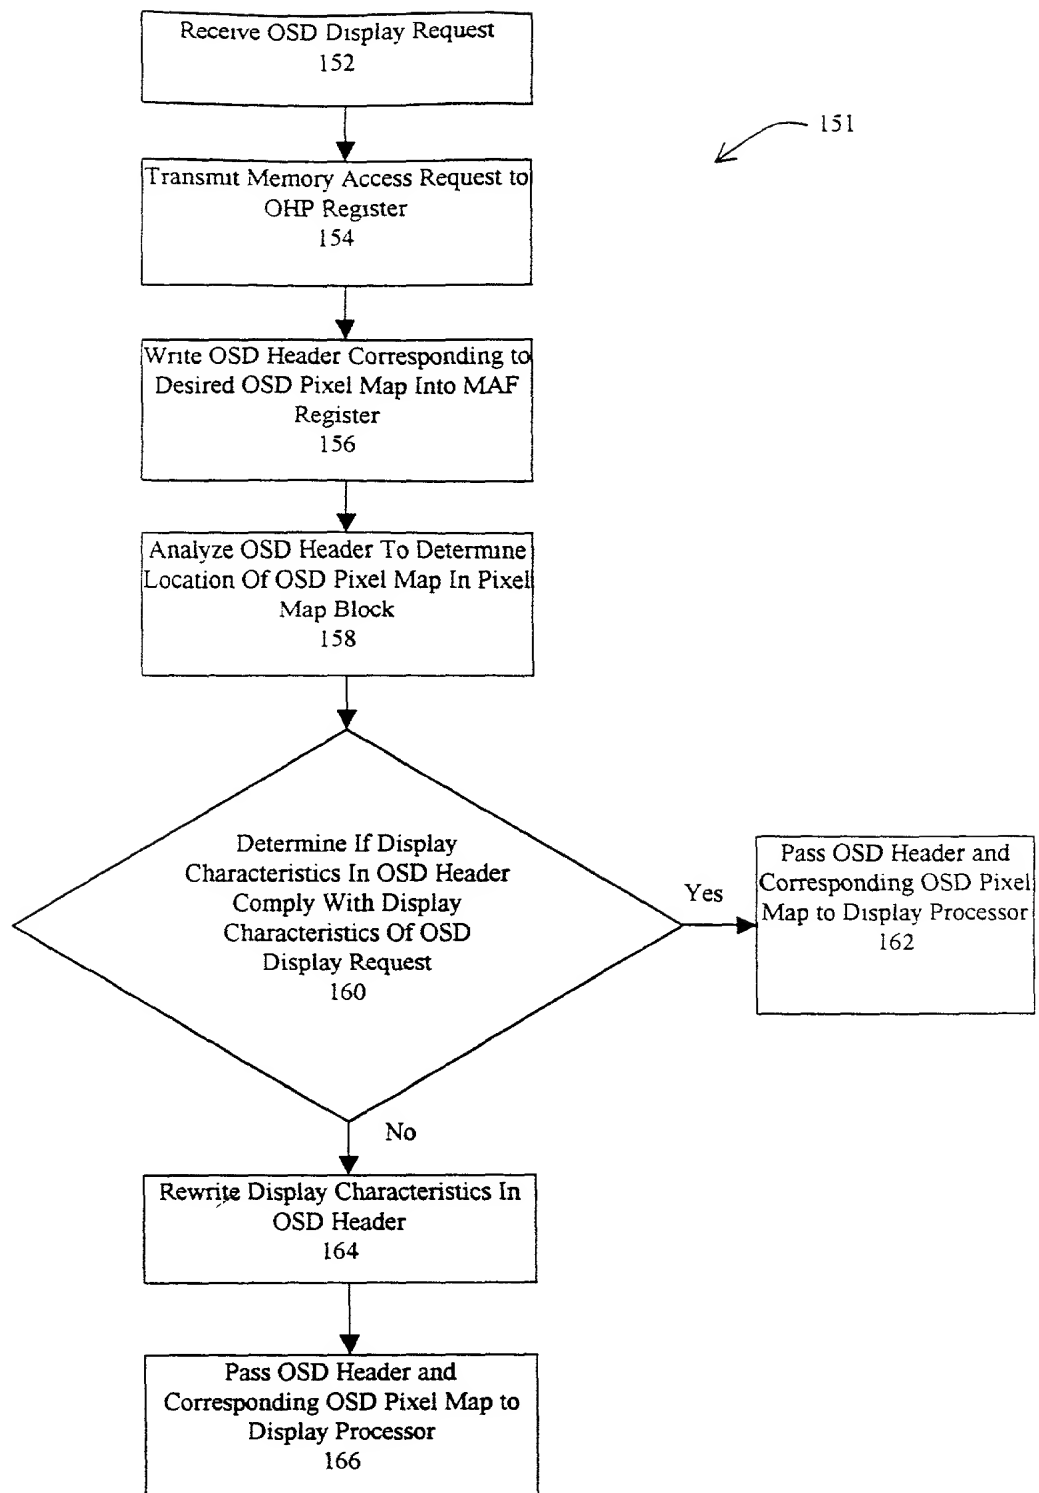 Receive OSD Display Request
152
151
Transmit Memory Access Request to
OHP Register
154
Write OSD Header Corresponding to
Desired OSD Pixel Map Into MAF
Register
156
Analyze OSD Header To Determine
Location Of OSD Pixel Map In Pixel
Map Block
158
Determine If Display
Characteristics In OSD Header
Comply With Display
Characteristics Of OSD
Display Request
160
Yes
Pass OSD Header and
Corresponding OSD Pixel
Map to Display Processor
162
No
Rewrite Display Characteristics In
OSD Header
164
Pass OSD Header and
Corresponding OSD Pixel Map to
Display Processor
166